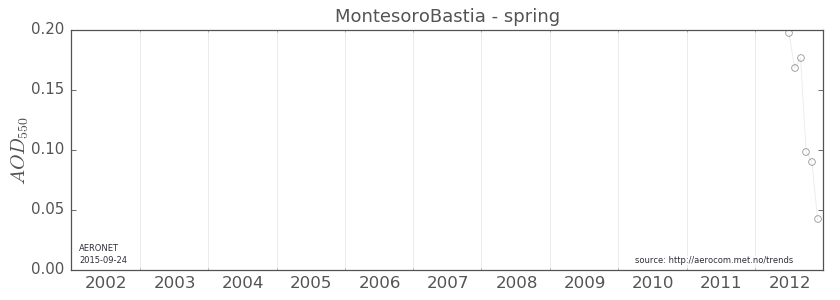 MontesoroBastia - spring
0.20
0.15
0.10
0.05
0.00
AOD550
AERONET
2015-09-24
source: http://aerocom.met.no/trends
2002 2003 2004 2005 2006 2007 2008 2009 2010 2011 2012